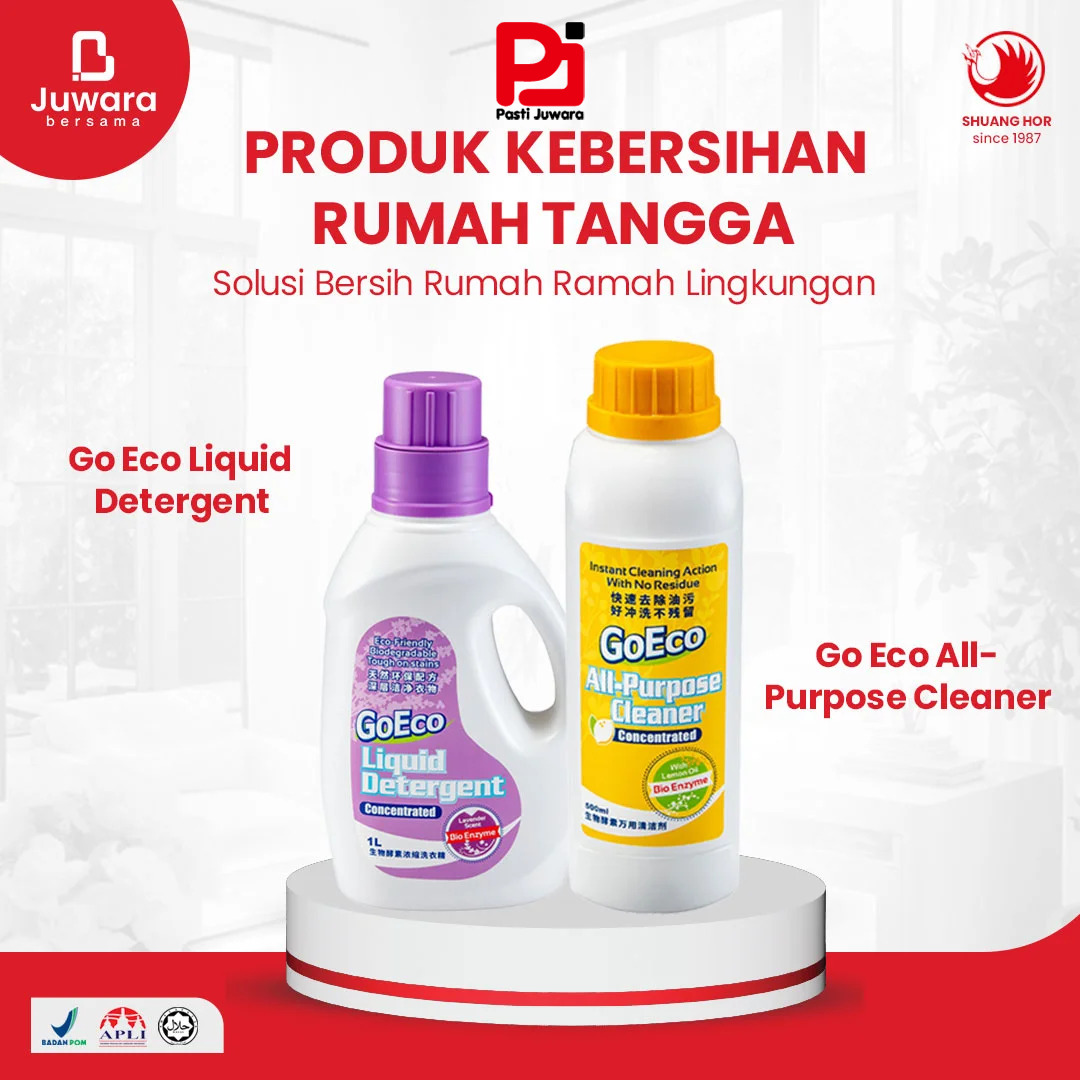 Juwara
bersama
Pasti Juwara
SHUANG HOR
since 1987
PRODUK KEBERSIHAN
RUMAH TANGGA
Solusi Bersih Rumah Ramah Lingkungan
Go Eco Liquid
Detergent
Eco-Friendly
Biodegradable
Tough on stains
天然环保配方
深层洁净衣物
GoEco
Liquid
Detergent
Concentrated
Lavender
Scent
Bio Enzyme
1L
生物酵素浓缩洗衣精
Instant Cleaning Action
With No Residue
快速去除油污
好冲洗不残留
GoEco
All-Purpose
Cleaner
Concentrated
With
Lemon Oil
Bio Enzyme
500ml
生物酵素万用清洁剂
Go Eco All-
Purpose Cleaner
BADAN POM
APLI
حلال